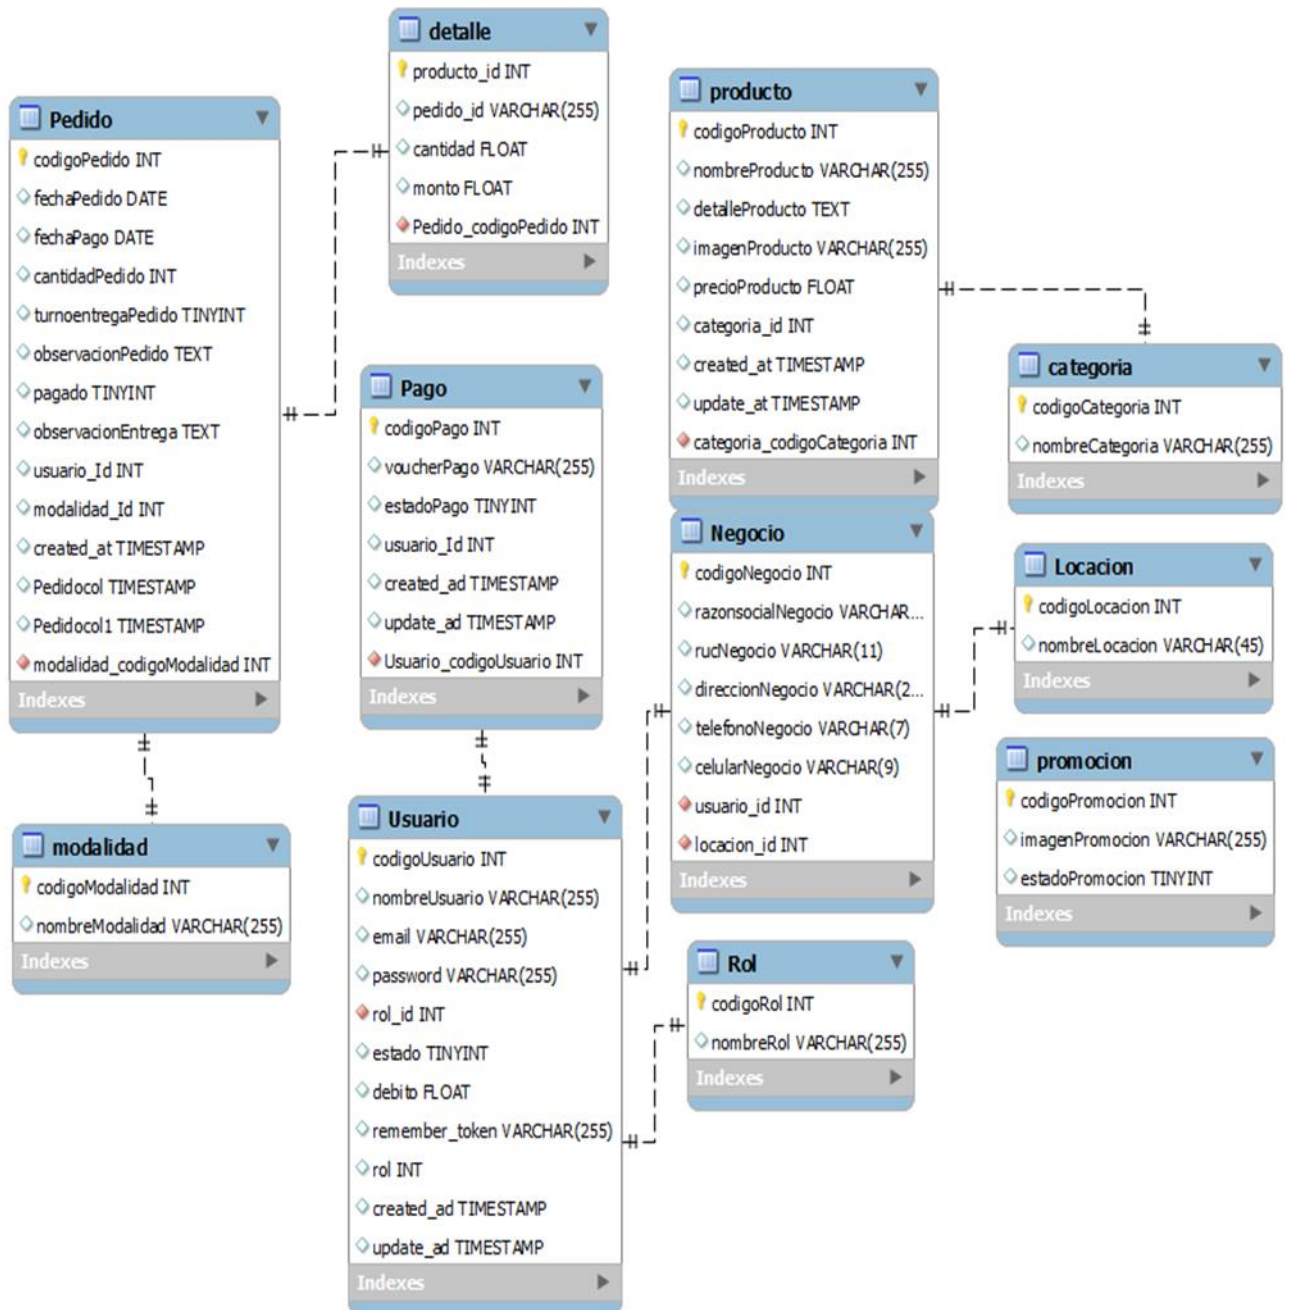 detalle
producto_id INT
pedido_id VARCHAR(255)
cantidad FLOAT
monto FLOAT
Pedido_codigoPedido INT
Indexes
Pedido
codigoPedido INT
fechaPedido DATE
fechaPago DATE
cantidadPedido INT
turnoentregaPedido TINYINT
observacionPedido TEXT
pagado TINYINT
observacionEntrega TEXT
usuario_Id INT
modalidad_Id INT
created_at TIMESTAMP
Pedidocol TIMESTAMP
Pedidocol1 TIMESTAMP
modalidad_codigoModalidad INT
Indexes
producto
codigoProducto INT
nombreProducto VARCHAR(255)
detalleProducto TEXT
imagenProducto VARCHAR(255)
precioProducto FLOAT
categoria_id INT
created_at TIMESTAMP
update_at TIMESTAMP
categoria_codigoCategoria INT
Indexes
categoria
codigoCategoria INT
nombreCategoria VARCHAR(255)
Indexes
Pago
codigoPago INT
voucherPago VARCHAR(255)
estadoPago TINYINT
usuario_Id INT
created_ad TIMESTAMP
update_ad TIMESTAMP
Usuario_codigoUsuario INT
Indexes
Negocio
codigoNegocio INT
razonsocialNegocio VARCHAR...
rucNegocio VARCHAR(11)
direccionNegocio VARCHAR(2...
telefonoNegocio VARCHAR(7)
celularNegocio VARCHAR(9)
usuario_id INT
locacion_id INT
Indexes
Locacion
codigoLocacion INT
nombreLocacion VARCHAR(45)
Indexes
promocion
codigoPromocion INT
imagenPromocion VARCHAR(255)
estadoPromocion TINYINT
Indexes
modalidad
codigoModalidad INT
nombreModalidad VARCHAR(255)
Indexes
Usuario
codigoUsuario INT
nombreUsuario VARCHAR(255)
email VARCHAR(255)
password VARCHAR(255)
rol_id INT
estado TINYINT
debito FLOAT
remember_token VARCHAR(255)
rol INT
created_ad TIMESTAMP
update_ad TIMESTAMP
Indexes
Rol
codigoRol INT
nombreRol VARCHAR(255)
Indexes